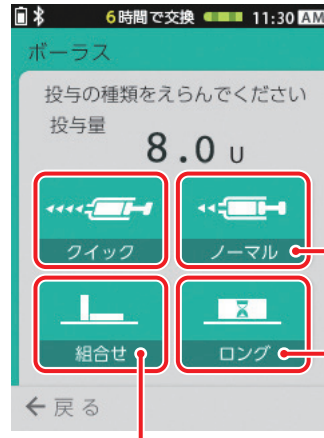 6時間で交換 11:30 AM
ボーラス
投与の種類をえらんでください
投与量
8.0 U
クイック ノーマル
組合せ ロング
戻る